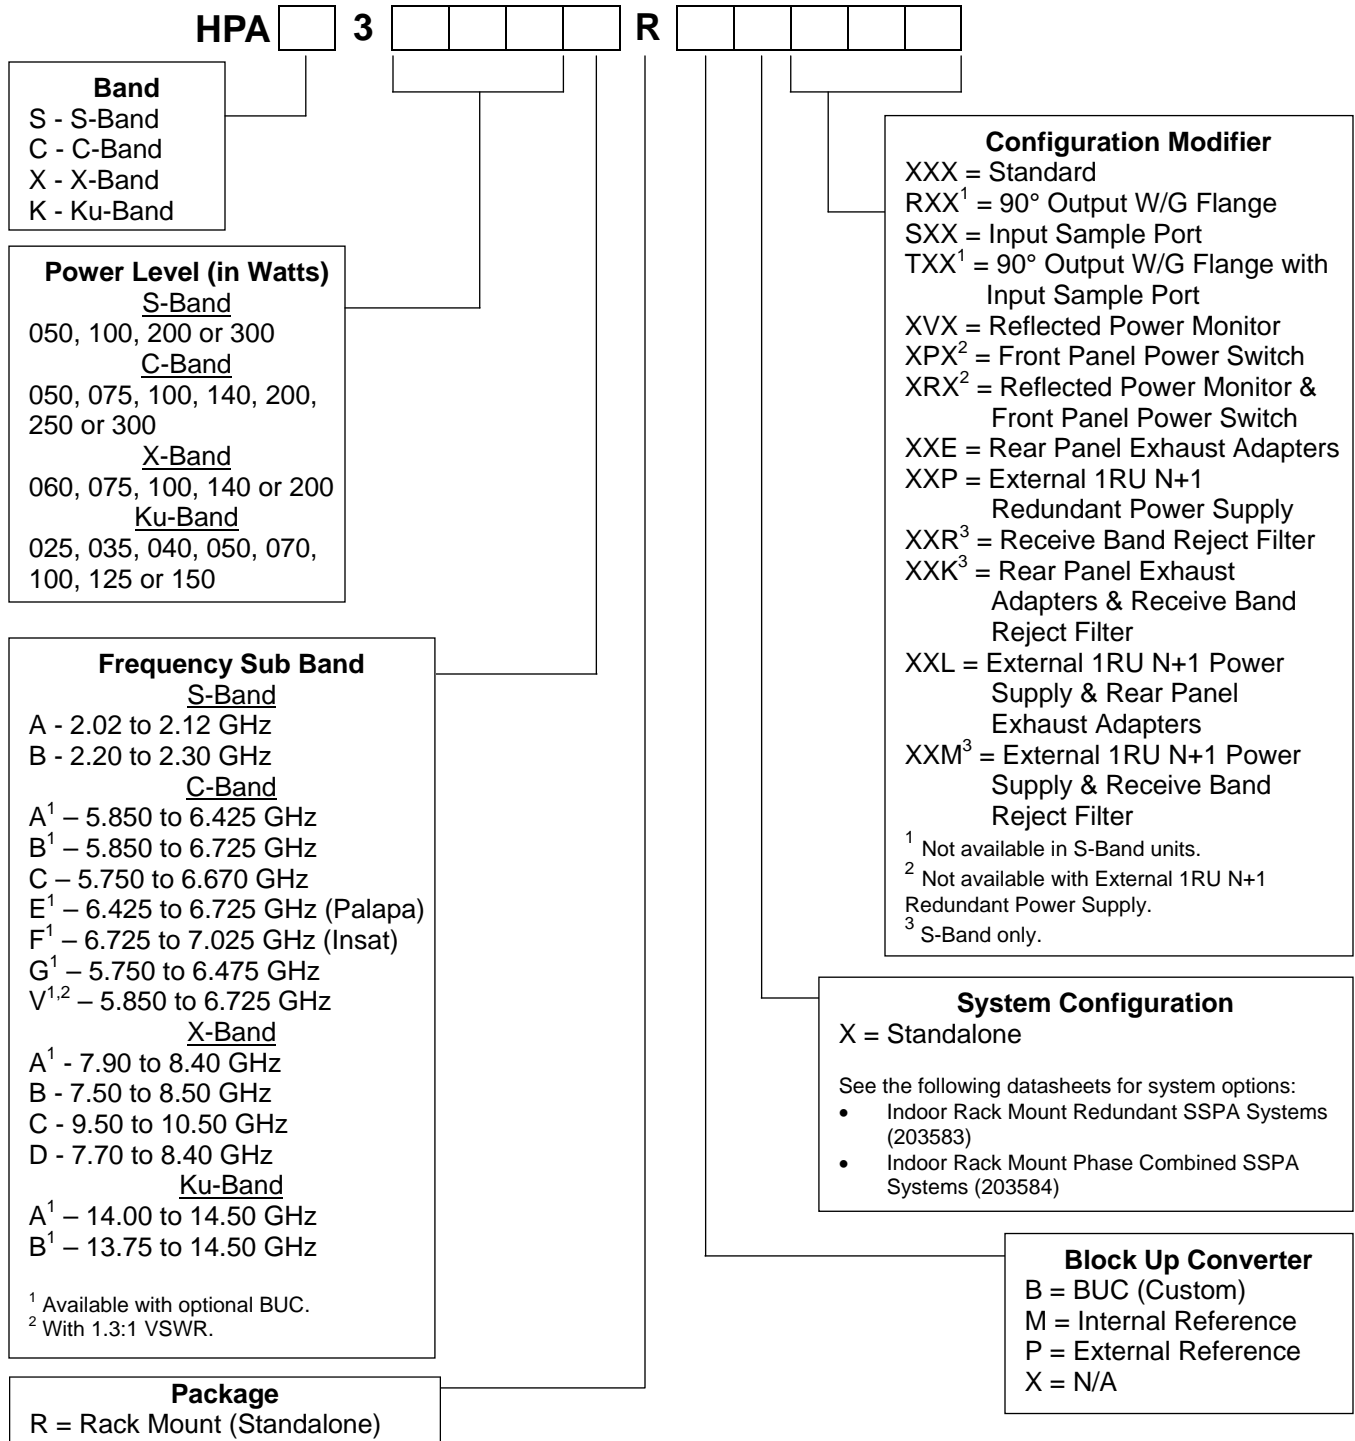 HPA 3 R
Band
S - S-Band
C - C-Band
X - X-Band
K - Ku-Band
Power Level (in Watts)
S-Band
050, 100, 200 or 300
C-Band
050, 075, 100, 140, 200,
250 or 300
X-Band
060, 075, 100, 140 or 200
Ku-Band
025, 035, 040, 050, 070,
100, 125 or 150
Frequency Sub Band
S-Band
A - 2.02 to 2.12 GHz
B - 2.20 to 2.30 GHz
C-Band
A¹ – 5.850 to 6.425 GHz
B¹ – 5.850 to 6.725 GHz
C – 5.750 to 6.670 GHz
E¹ – 6.425 to 6.725 GHz (Palapa)
F¹ – 6.725 to 7.025 GHz (Insat)
G¹ – 5.750 to 6.475 GHz
V¹,² – 5.850 to 6.725 GHz
X-Band
A¹ - 7.90 to 8.40 GHz
B - 7.50 to 8.50 GHz
C - 9.50 to 10.50 GHz
D - 7.70 to 8.40 GHz
Ku-Band
A¹ – 14.00 to 14.50 GHz
B¹ – 13.75 to 14.50 GHz
¹ Available with optional BUC.
² With 1.3:1 VSWR.
Package
R = Rack Mount (Standalone)
Configuration Modifier
XXX = Standard
RXX¹ = 90° Output W/G Flange
SXX = Input Sample Port
TXX¹ = 90° Output W/G Flange with
Input Sample Port
XVX = Reflected Power Monitor
XPX² = Front Panel Power Switch
XRX² = Reflected Power Monitor &
Front Panel Power Switch
XXE = Rear Panel Exhaust Adapters
XXP = External 1RU N+1
Redundant Power Supply
XXR³ = Receive Band Reject Filter
XXK³ = Rear Panel Exhaust
Adapters & Receive Band
Reject Filter
XXL = External 1RU N+1 Power
Supply & Rear Panel
Exhaust Adapters
XXM³ = External 1RU N+1 Power
Supply & Receive Band
Reject Filter
¹ Not available in S-Band units.
² Not available with External 1RU N+1
Redundant Power Supply.
³ S-Band only.
System Configuration
X = Standalone
See the following datasheets for system options:
• Indoor Rack Mount Redundant SSPA Systems
(203583)
• Indoor Rack Mount Phase Combined SSPA
Systems (203584)
Block Up Converter
B = BUC (Custom)
M = Internal Reference
P = External Reference
X = N/A